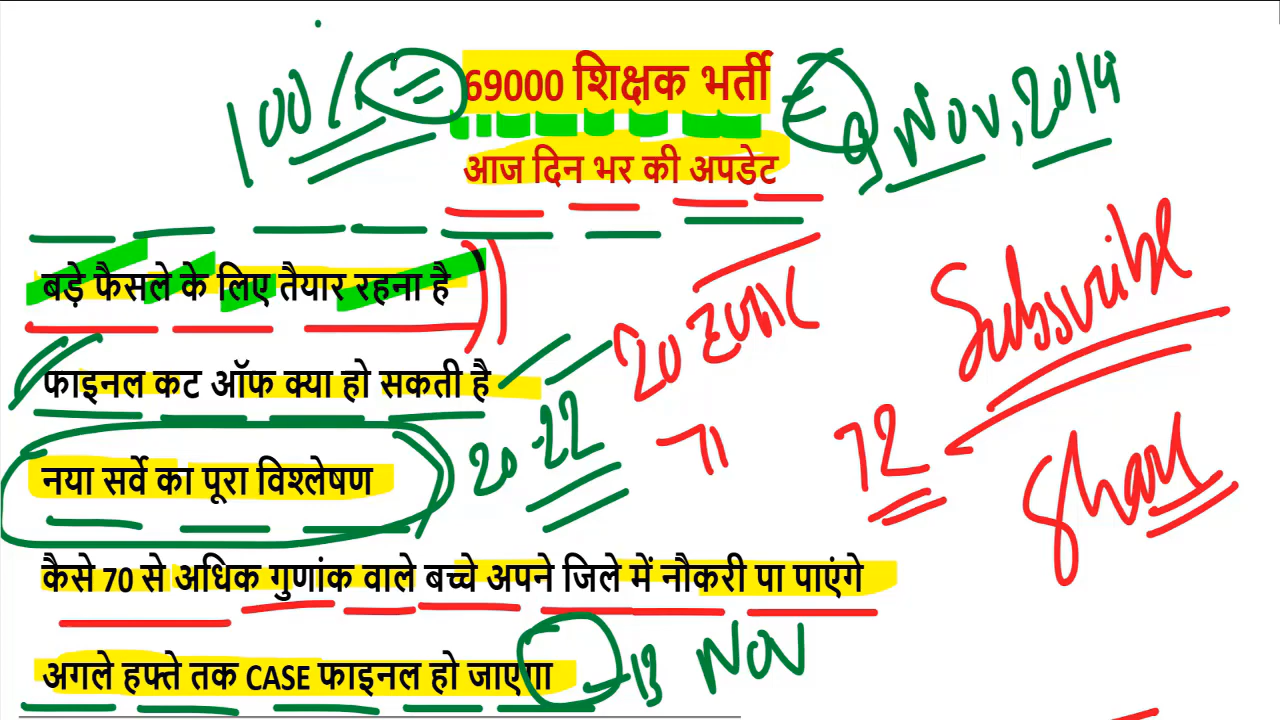 100% 69000 शिक्षक भर्ती 9 Nov, 2019
आज दिन भर की अपडेट
बड़े फैसले के लिए तैयार रहना है
Subscribe
20 हजार
फाइनल कट ऑफ क्या हो सकती है
20-22
71 72
नया सर्वे का पूरा विश्लेषण
Share
कैसे 70 से अधिक गुणांक वाले बच्चे अपने जिले में नौकरी पा पाएंगे
अगले हफ्ते तक CASE फाइनल हो जाएगा 13 NOV